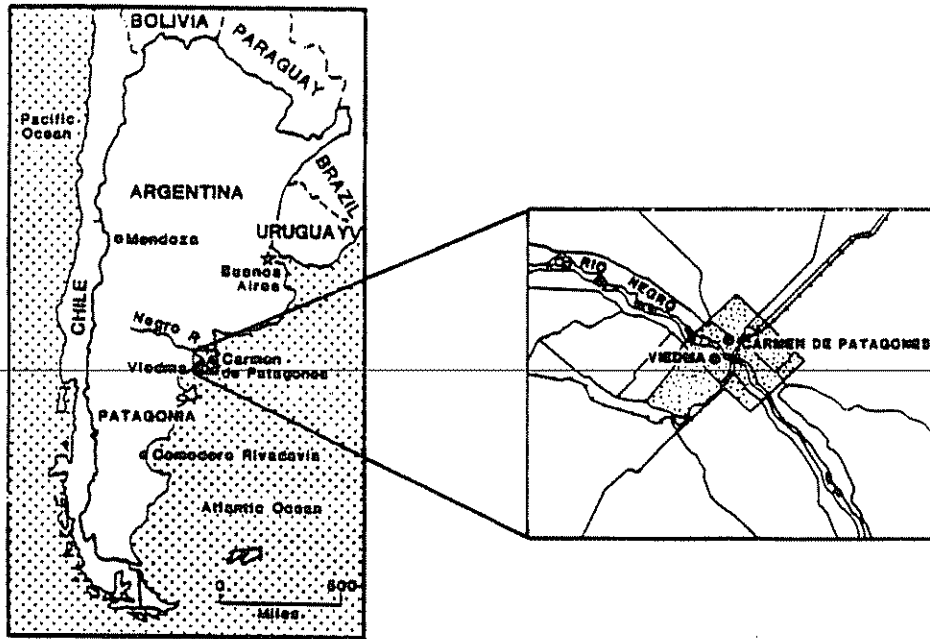 BOLIVIA
PARAGUAY
Pacific
Ocean
BRAZIL
ARGENTINA
URUGUAY
Mendoza
Buenos
Aires
CHILE
Negro R.
Viedma
Carmen
de Patagones
PATAGONIA
Comodoro Rivadavia
Atlantic Ocean
0 500
Miles
RIO NEGRO
VIEDMA
CARMEN DE PATAGONES